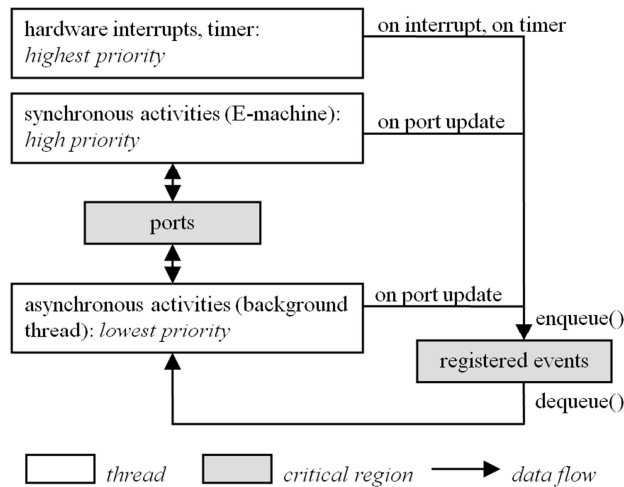 hardware interrupts, timer:
highest priority
on interrupt, on timer
synchronous activities (E-machine):
high priority
on port update
ports
asynchronous activities (background
thread): lowest priority
on port update
enqueue()
registered events
dequeue()
thread
critical region
data flow